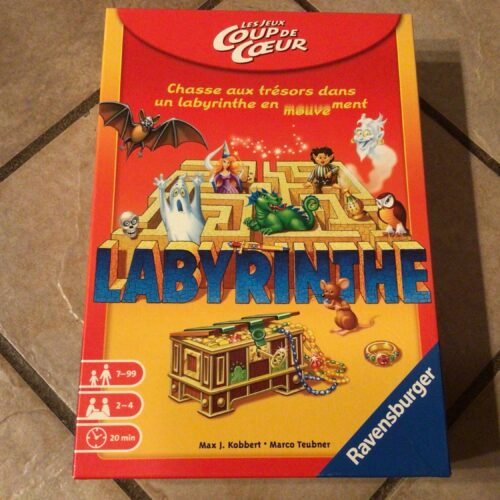 LES JEUX
COUP DE
CŒUR
Chasse aux trésors dans
un labyrinthe en mouvement
LABYRINTHE
7-99
2-4
20 min
Max J. Kobbert • Marco Teubner
Ravensburger